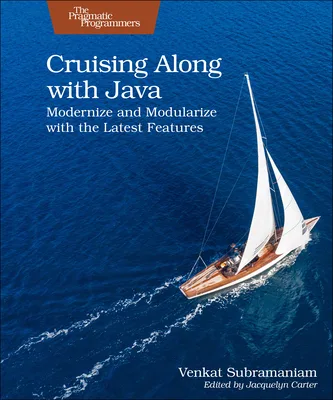 The
Pragmatic
Programmers
Cruising Along
with Java
Modernize and Modularize
with the Latest Features
Venkat Subramaniam
Edited by Jacquelyn Carter